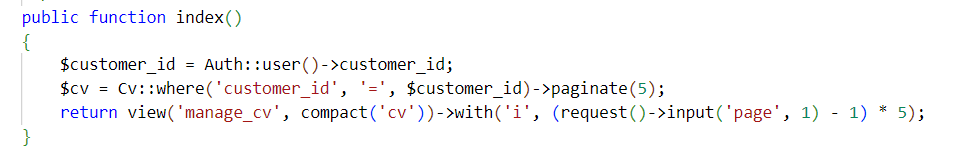 public function index()
{
    $customer_id = Auth::user()->customer_id;
    $cv = Cv::where('customer_id', '=', $customer_id)->paginate(5);
    return view('manage_cv', compact('cv'))->with('i', (request()->input('page', 1) - 1) * 5);
}